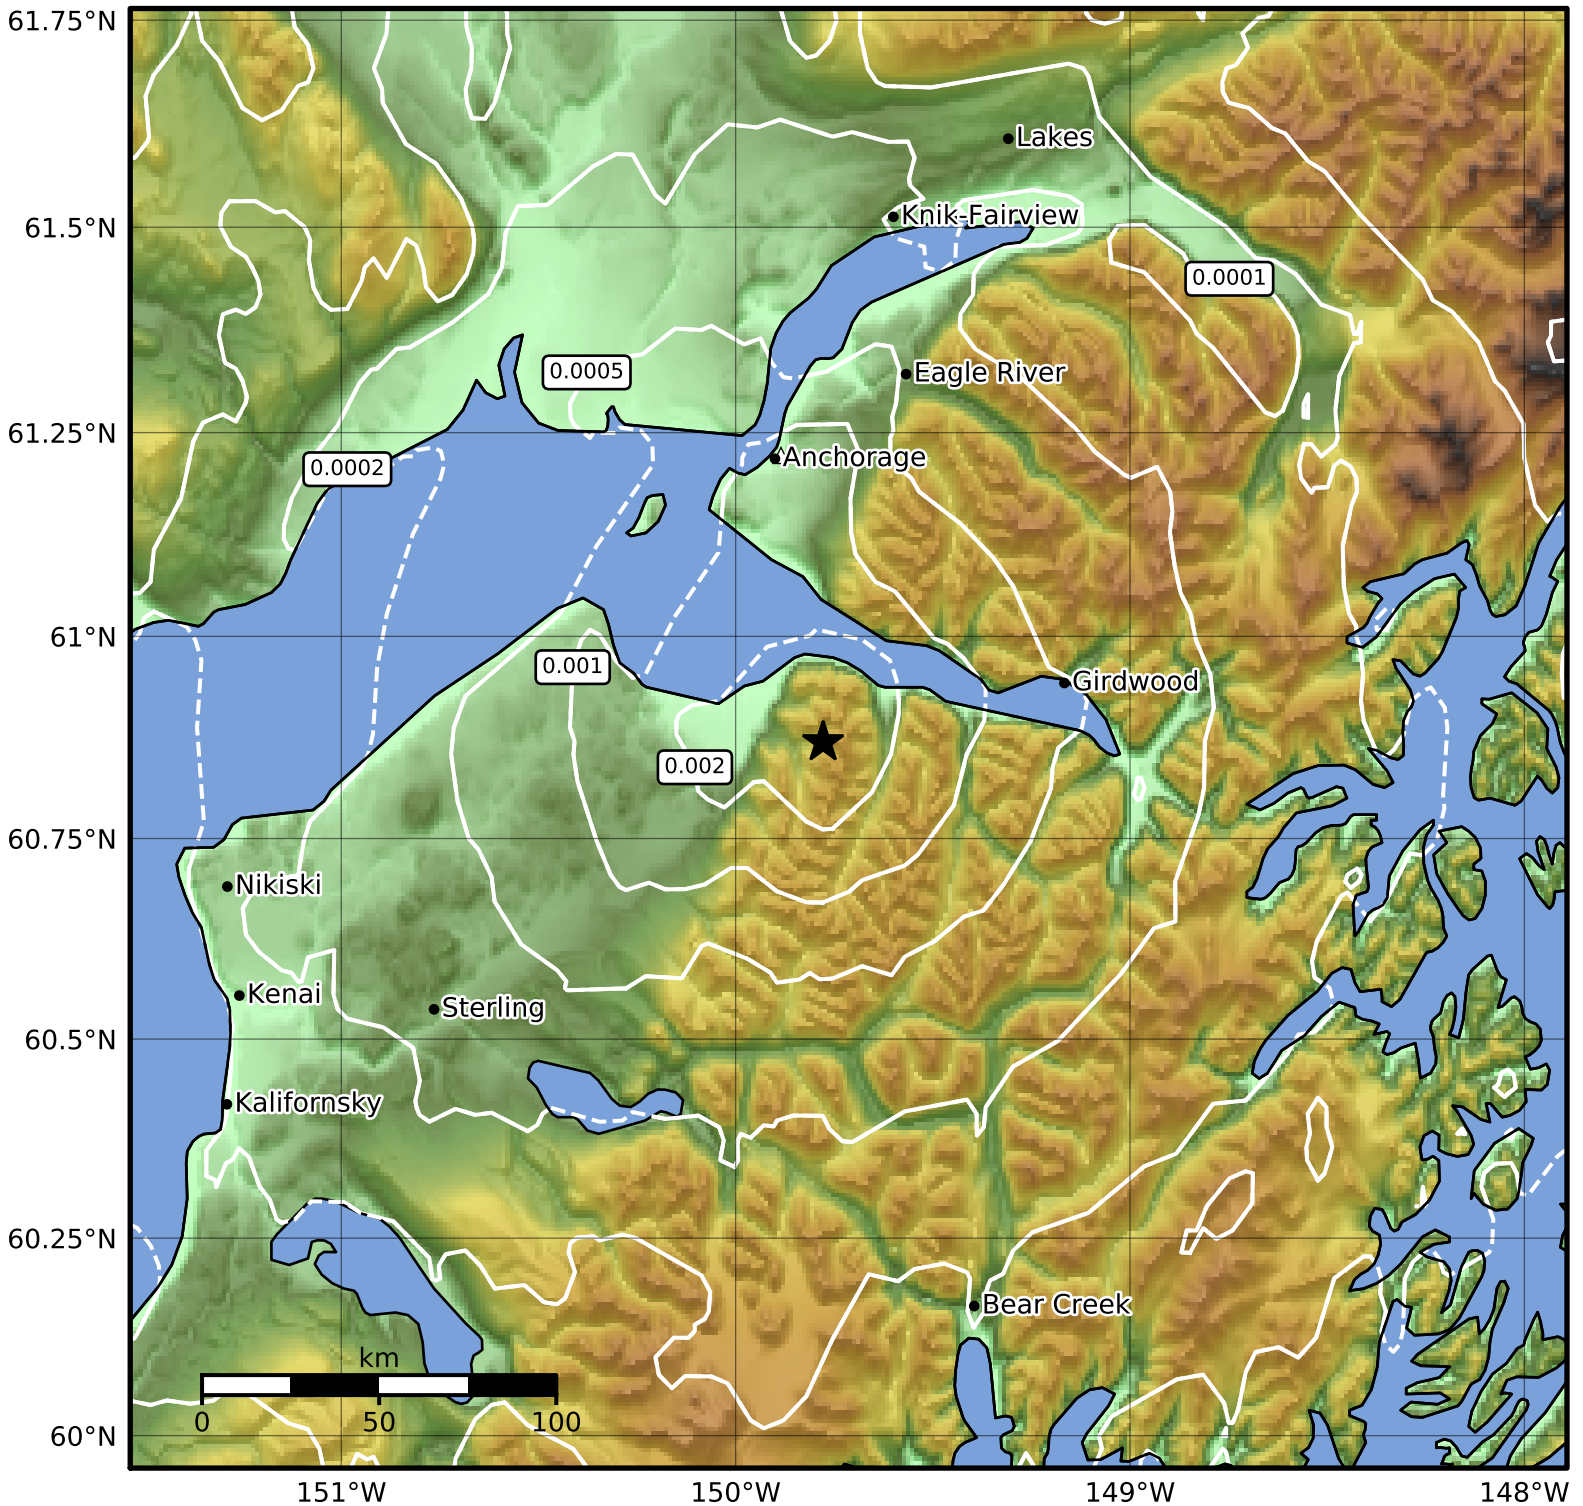 61.75°N
Lakes
61.5°N
Knik-Fairview
0.0001
0.0005
Eagle River
61.25°N
0.0002
Anchorage
61°N
0.001
Girdwood
0.002
60.75°N
Nikiski
Kenai
Sterling
60.5°N
Kalifornsky
60.25°N
Bear Creek
km
0
50
100
60°N
151°W
150°W
149°W
148°W